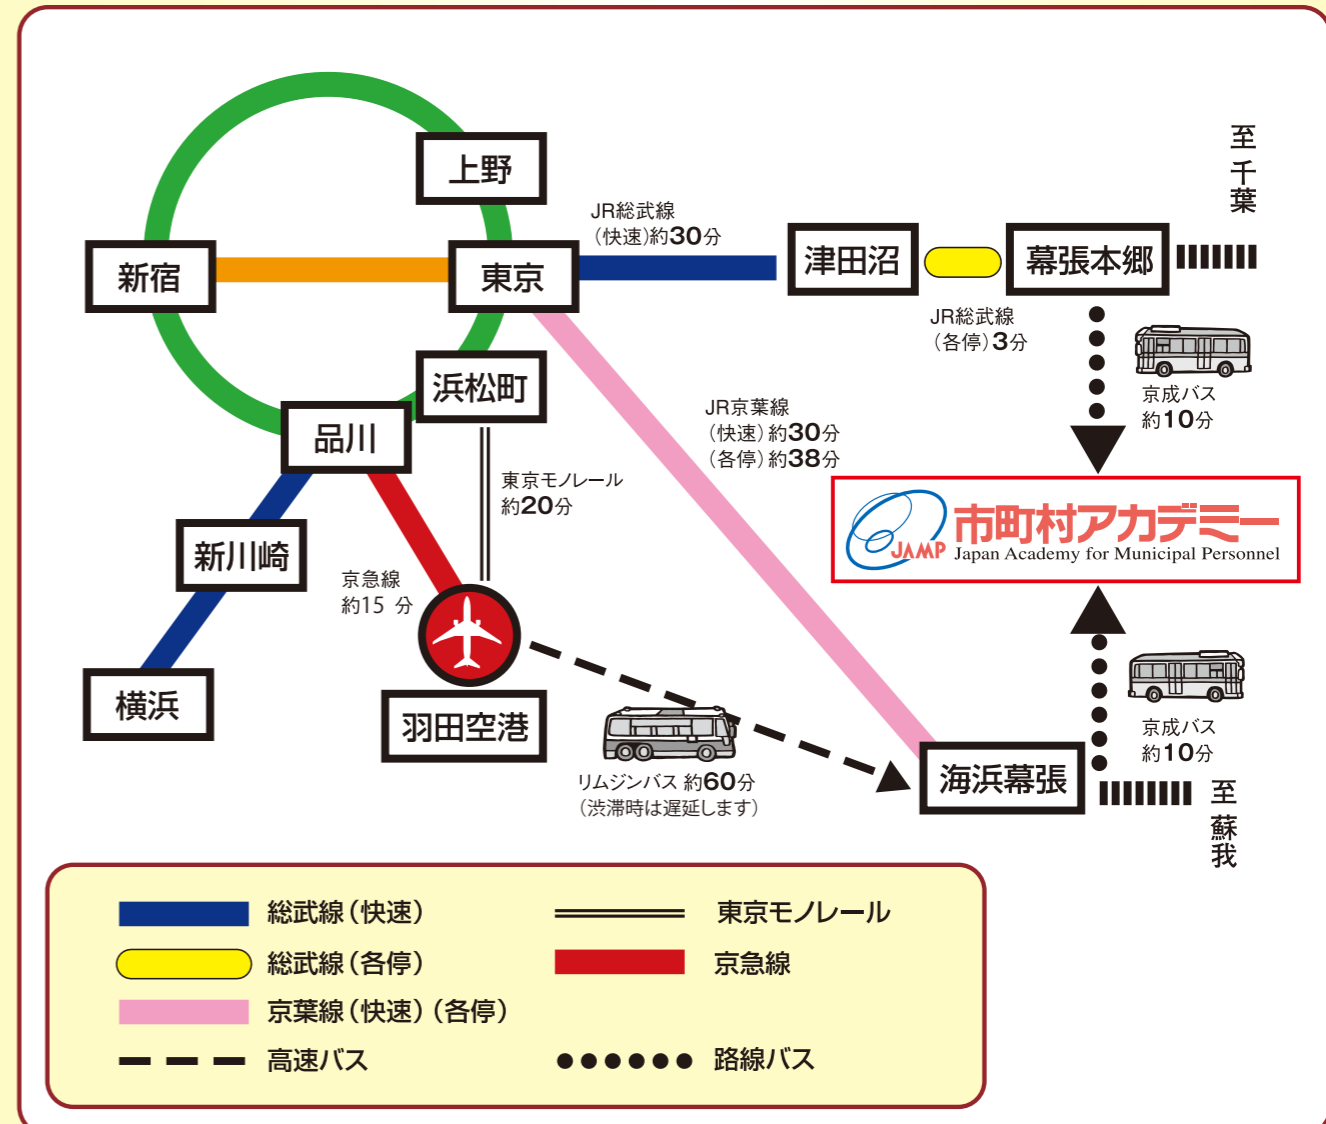 上野
至千葉
JR総武線
（快速）約30分
新宿
東京
津田沼
幕張本郷
JR総武線
（各停）3分
京成バス
約10分
浜松町
品川
JR京葉線
（快速）約30分
（各停）約38分
東京モノレール
約20分
JAMP
市町村アカデミー
Japan Academy for Municipal Personnel
新川崎
京急線
約15 分
横浜
羽田空港
リムジンバス 約60分
（渋滞時は遅延します）
京成バス
約10分
海浜幕張
至蘇我
総武線（快速）
東京モノレール
総武線（各停）
京急線
京葉線（快速）（各停）
高速バス
路線バス